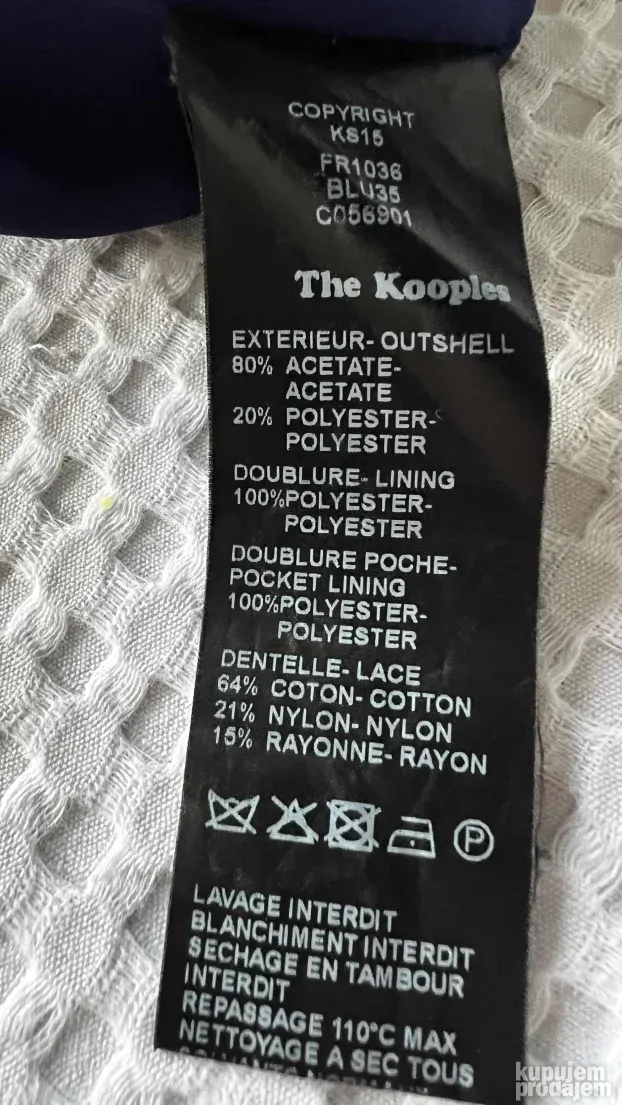 COPYRIGHT
KS15
FR1036
BLU35
C056901
The Kooples
EXTERIEUR- OUTSHELL
80% ACETATE-
ACETATE
20% POLYESTER-
POLYESTER
DOUBLURE- LINING
100%POLYESTER-
POLYESTER
DOUBLURE POCHE-
POCKET LINING
100%POLYESTER-
POLYESTER
DENTELLE- LACE
64% COTON- COTTON
21% NYLON- NYLON
15% RAYONNE- RAYON
P
LAVAGE INTERDIT
BLANCHIMENT INTERDIT
SECHAGE EN TAMBOUR
INTERDIT
REPASSAGE 110°C MAX
NETTOYAGE A SEC TOUS
kupujem
prodajem